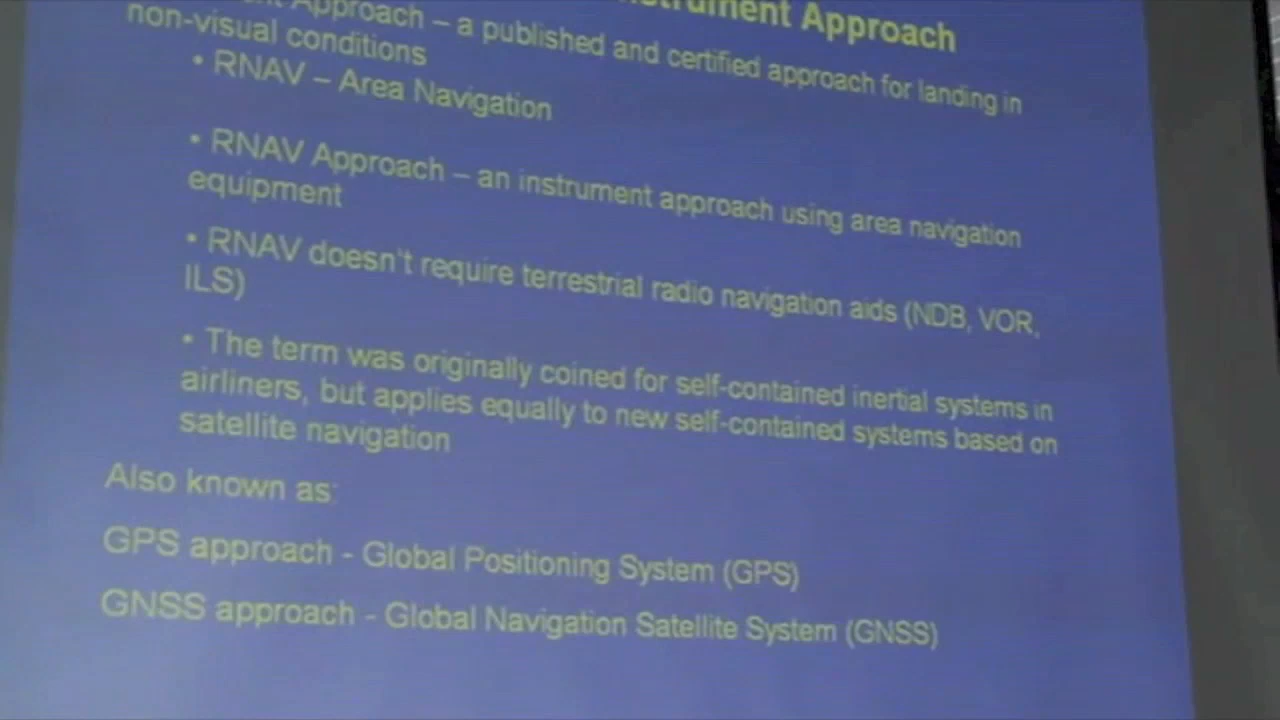 Instrument Approach
Approach – a published and certified approach for landing in
non-visual conditions
• RNAV – Area Navigation
• RNAV Approach – an instrument approach using area navigation
equipment
• RNAV doesn't require terrestrial radio navigation aids (NDB, VOR,
ILS)
• The term was originally coined for self-contained inertial systems in
airliners, but applies equally to new self-contained systems based on
satellite navigation
Also known as:
GPS approach - Global Positioning System (GPS)
GNSS approach - Global Navigation Satellite System (GNSS)